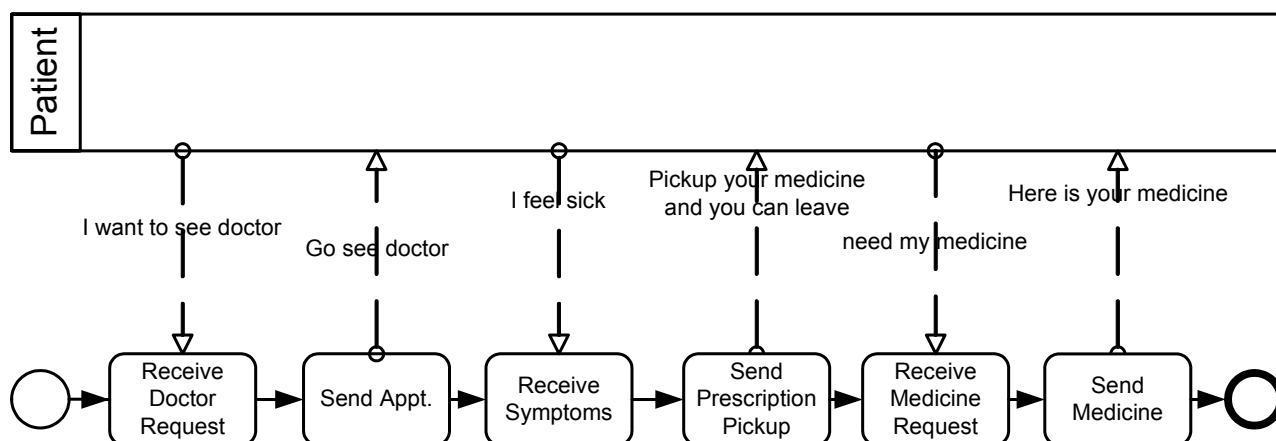 Patient
I want to see doctor
Go see doctor
I feel sick
Pickup your medicine
and you can leave
need my medicine
Here is your medicine
Receive
Doctor
Request
Send Appt.
Receive
Symptoms
Send
Prescription
Pickup
Receive
Medicine
Request
Send
Medicine